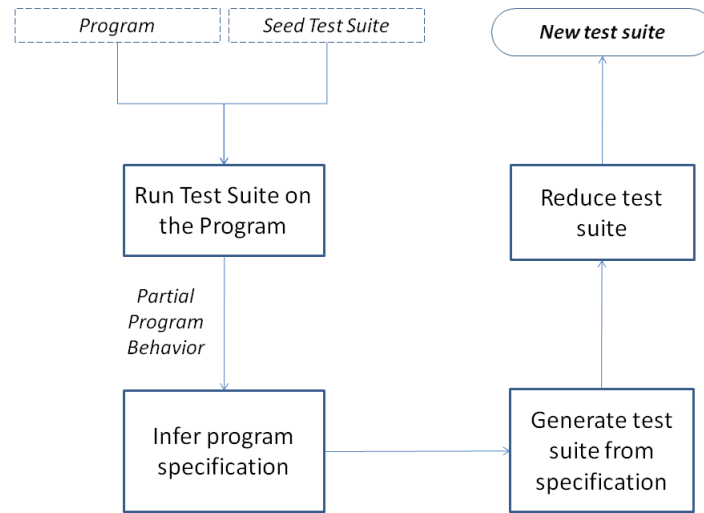 Program
Seed Test Suite
New test suite
Run Test Suite on
the Program
Reduce test
suite
Partial
Program
Behavior
Infer program
specification
Generate test
suite from
specification